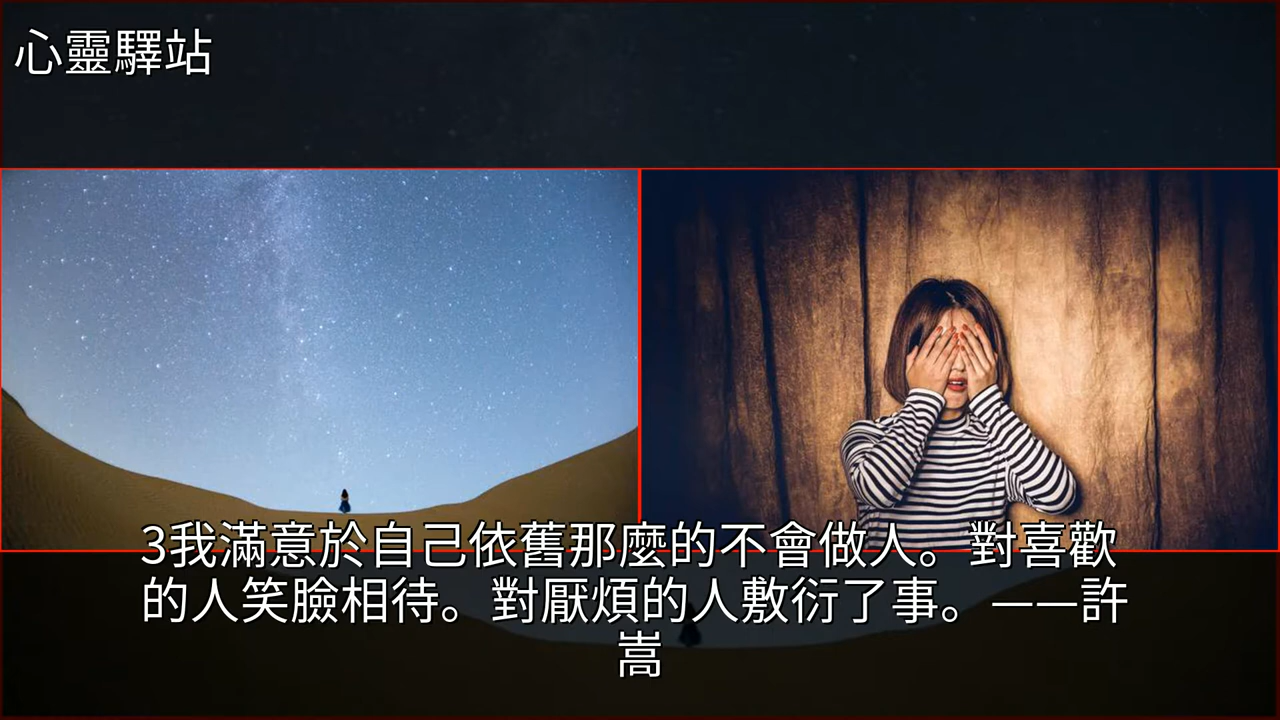 心靈驛站
3我滿意於自己依舊那麼的不會做人。對喜歡
的人笑臉相待。對厭煩的人敷衍了事。——許
嵩